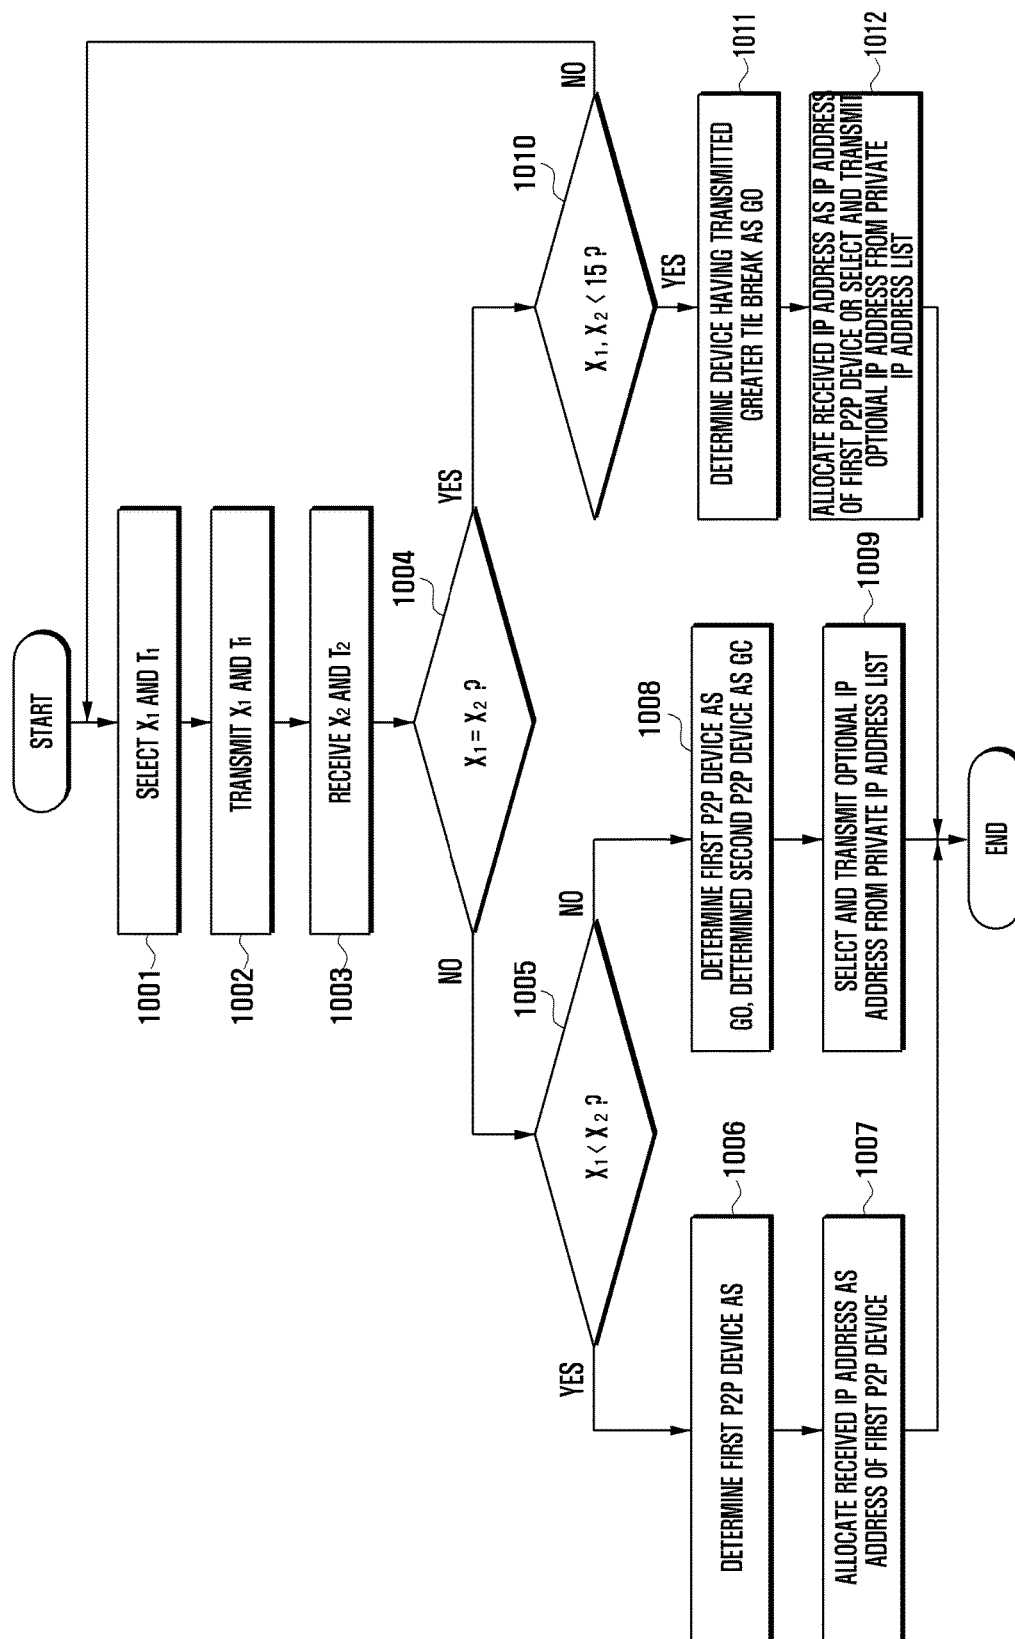 START
SELECT X₁ AND T₁
1001
TRANSMIT X₁ AND T₁
1002
RECEIVE X₂ AND T₂
1003
X₁ = X₂ ?
1004
NO
YES
X₁ < X₂ ?
1005
YES
NO
X₁, X₂ < 15 ?
1010
NO
YES
DETERMINE FIRST P2P DEVICE AS
1006
ALLOCATE RECEIVED IP ADDRESS AS
ADDRESS OF FIRST P2P DEVICE
1007
DETERMINE FIRST P2P DEVICE AS
GO, DETERMINED SECOND P2P DEVICE AS GC
1008
SELECT AND TRANSMIT OPTIONAL IP
ADDRESS FROM PRIVATE IP ADDRESS LIST
1009
DETERMINE DEVICE HAVING TRANSMITTED
GREATER TIE BREAK AS GO
1011
ALLOCATE RECEIVED IP ADDRESS AS IP ADDRESS
OF FIRST P2P DEVICE OR SELECT AND TRANSMIT
OPTIONAL IP ADDRESS FROM PRIVATE
IP ADDRESS LIST
1012
END